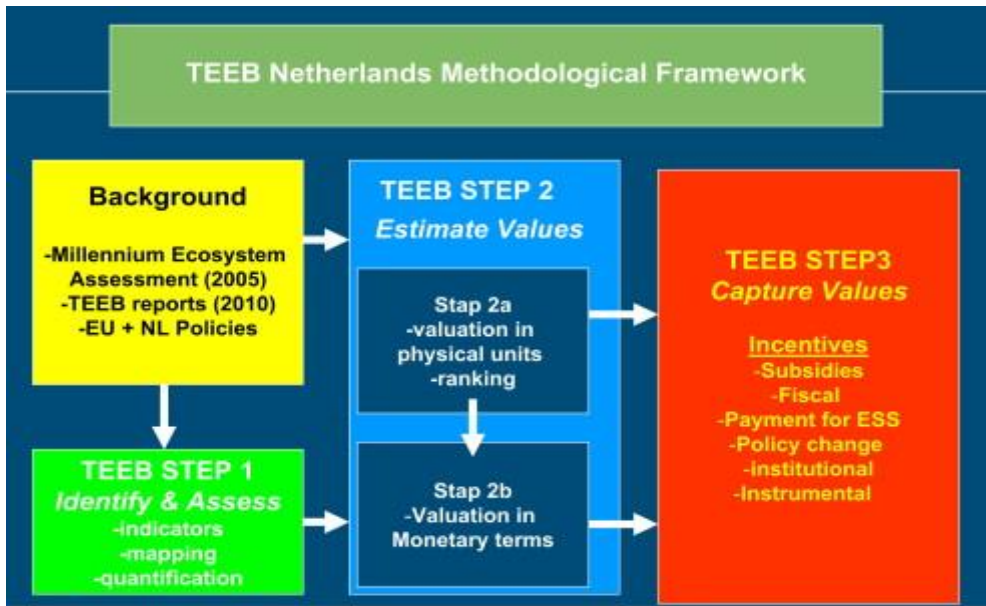 TEEB Netherlands Methodological Framework
Background
-Millennium Ecosystem
Assessment (2005)
-TEEB reports (2010)
-EU + NL Policies
TEEB STEP 1
Identify & Assess
-indicators
-mapping
-quantification
TEEB STEP 2
Estimate Values
Stap 2a
-valuation in
physical units
-ranking
Stap 2b
-Valuation in
Monetary terms
TEEB STEP3
Capture Values
Incentives
-Subsidies
-Fiscal
-Payment for ESS
-Policy change
-institutional
-Instrumental